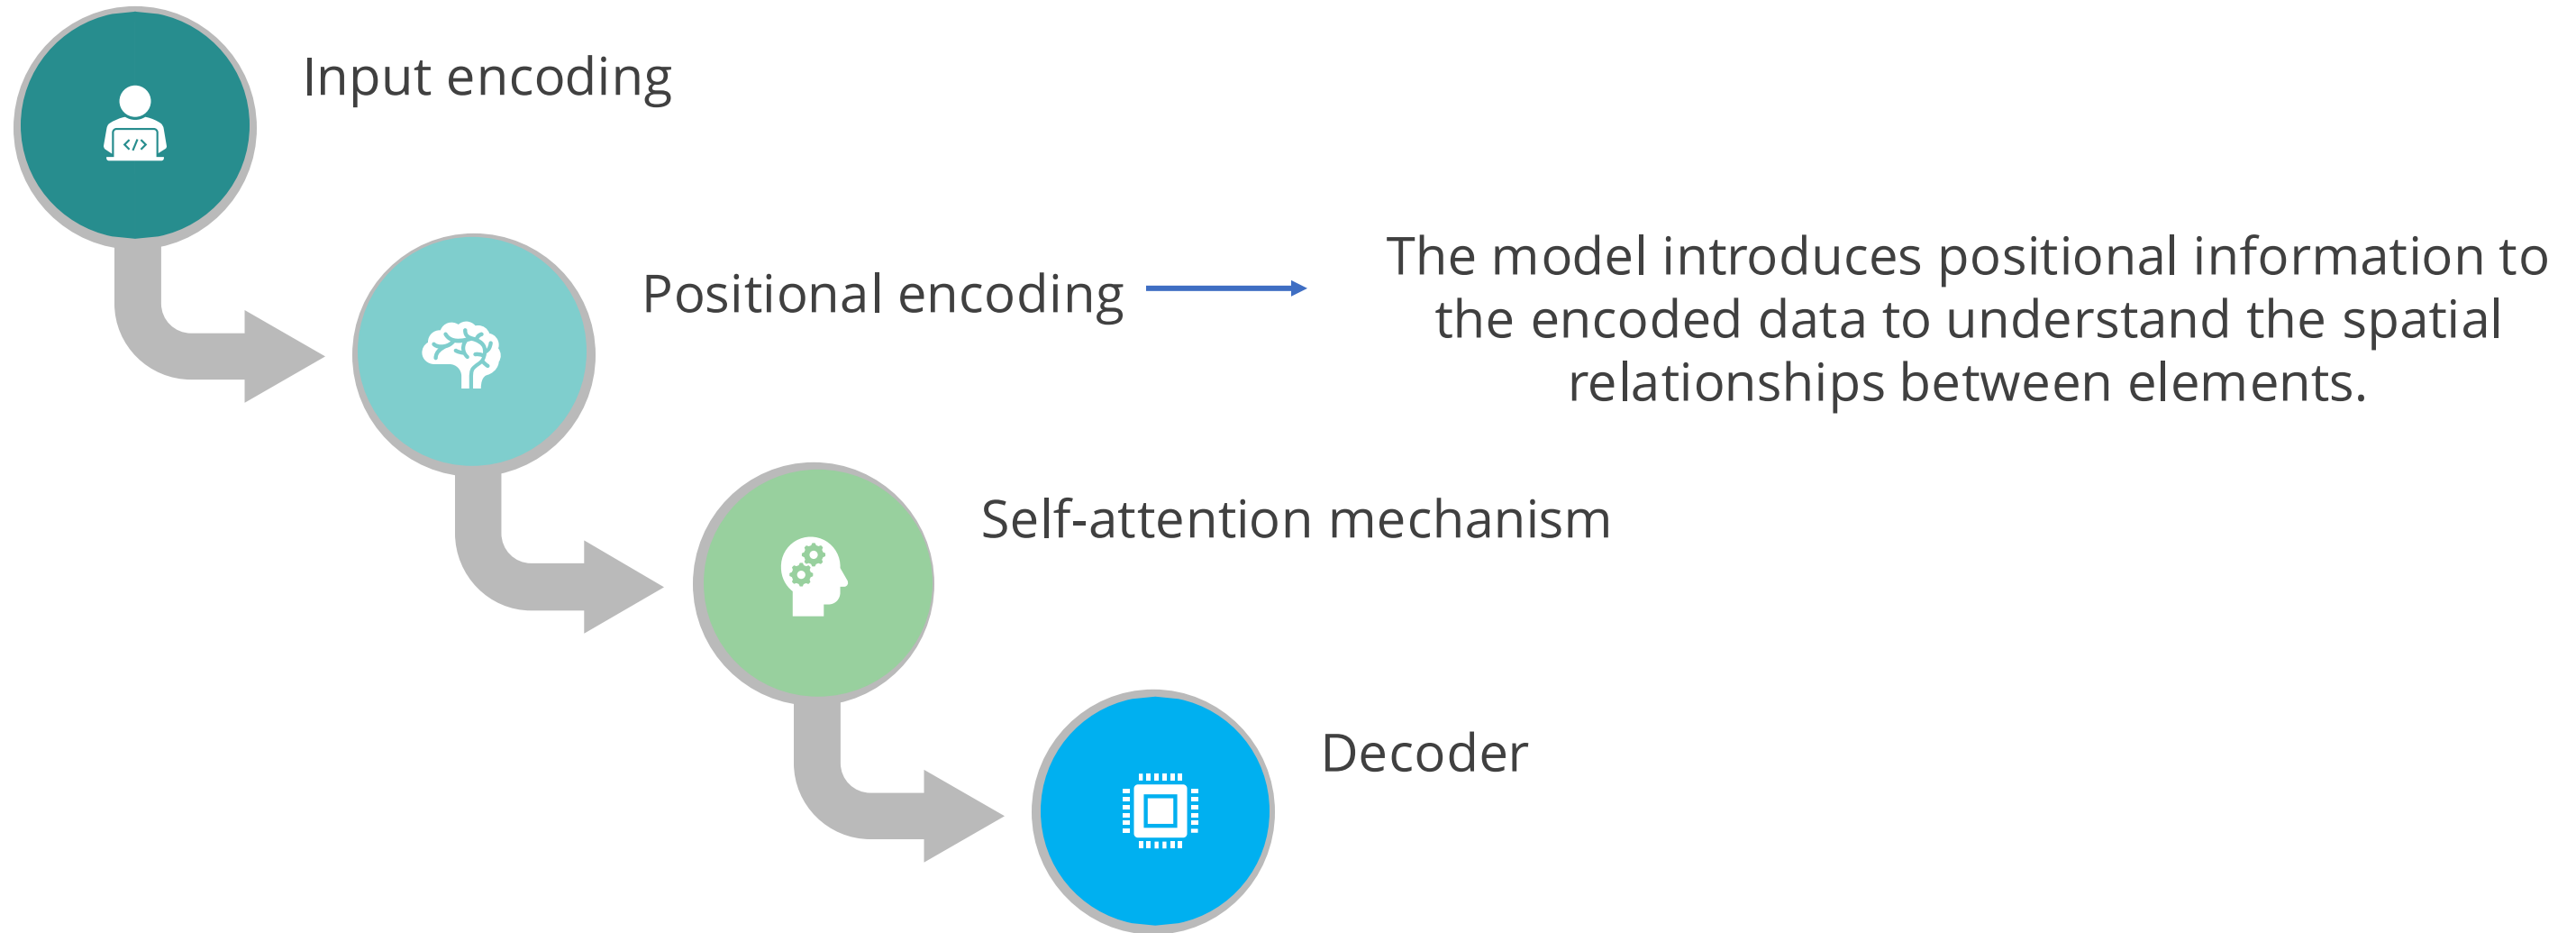 Input encoding
Positional encoding
The model introduces positional information to
the encoded data to understand the spatial
relationships between elements.
Self-attention mechanism
Decoder